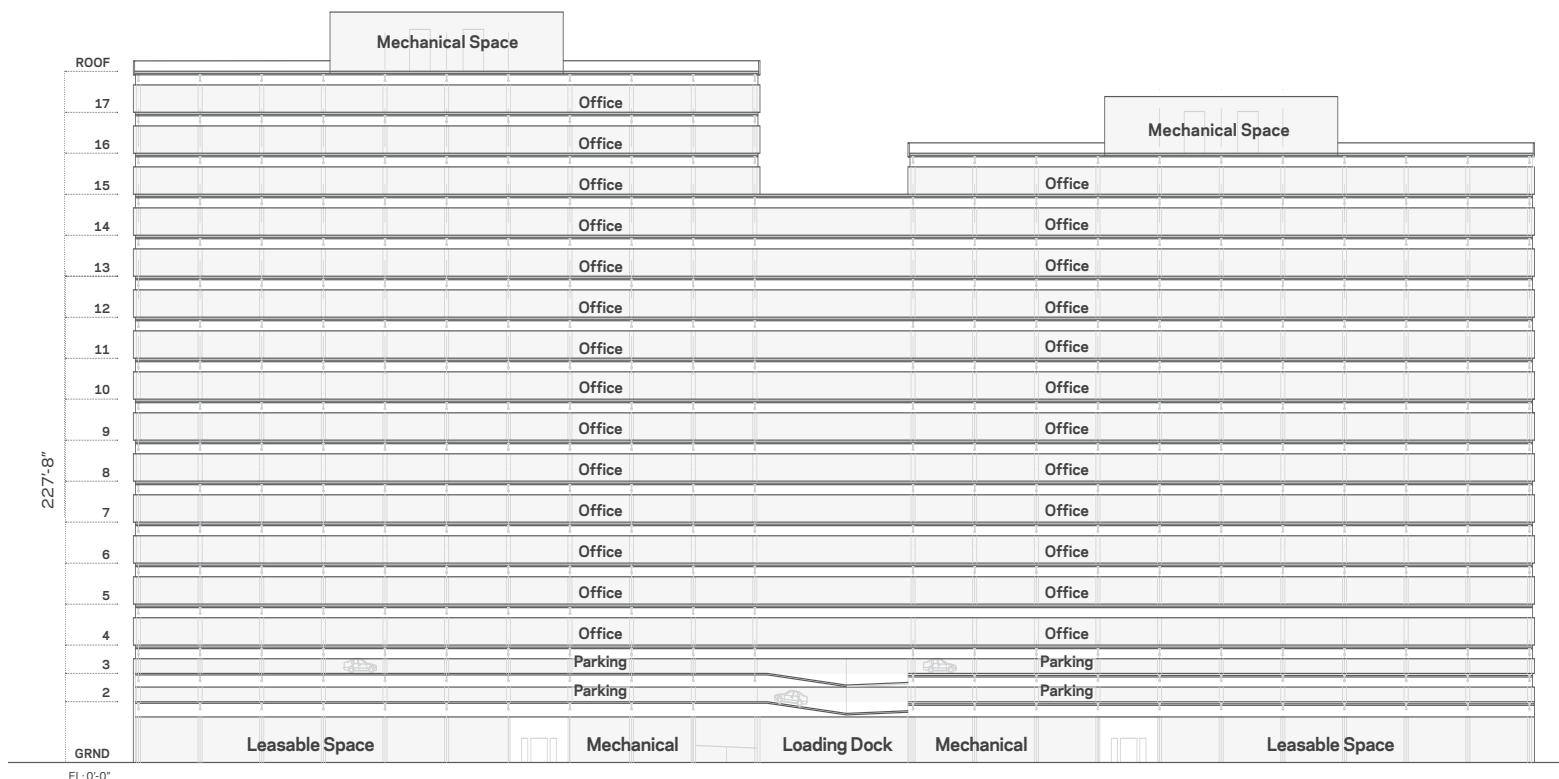 Mechanical Space
ROOF
17 Office
Mechanical Space
16 Office
15 Office Office
14 Office Office
13 Office Office
12 Office Office
11 Office Office
10 Office Office
9 Office Office
227'-8"
8 Office Office
7 Office Office
6 Office Office
5 Office Office
4 Office Office
3 Parking Parking
2 Parking Parking
Leasable Space Mechanical Loading Dock Mechanical Leasable Space
GRND
EL: 0'-0"